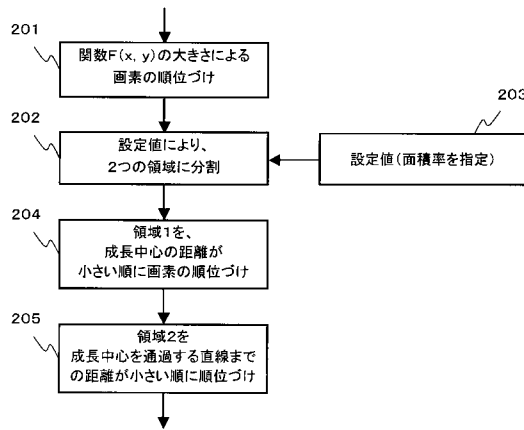 201
関数F(x, y)の大きさによる
画素の順位づけ
202
203
設定値により、
2つの領域に分割
設定値(面積率を指定)
204
領域1を、
成長中心の距離が
小さい順に画素の順位づけ
205
領域2を
成長中心を通過する直線まで
の距離が小さい順に順位づけ